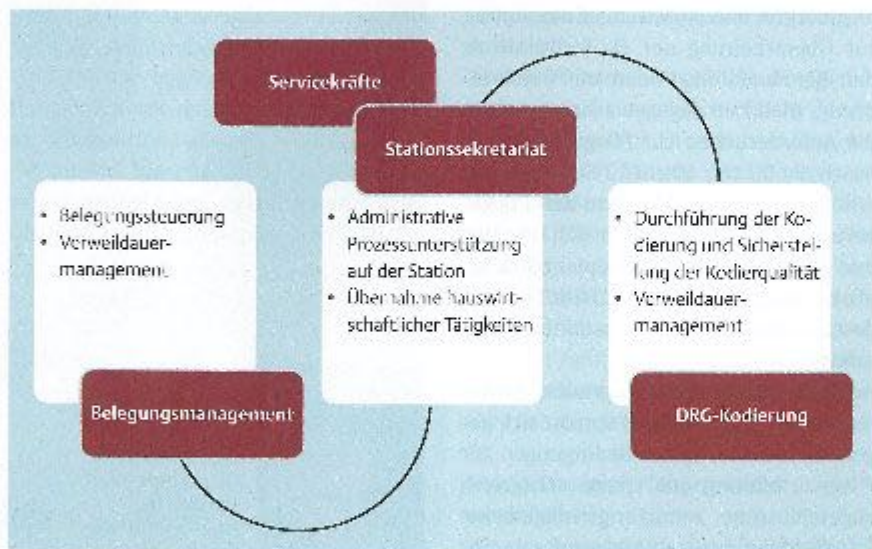 Servicekräfte
Stationssekretariat
• Belegungssteuerung
• Verweildauer-
management
• Administrative
Prozessunterstützung
auf der Station
• Übernahme hauswirt-
schaftlicher Tätigkeiten
• Durchführung der Ko-
dierung und Sicherstel-
lung der Kodierqualität
• Verweildauer-
management
Belegungsmanagement
DRG-Kodierung